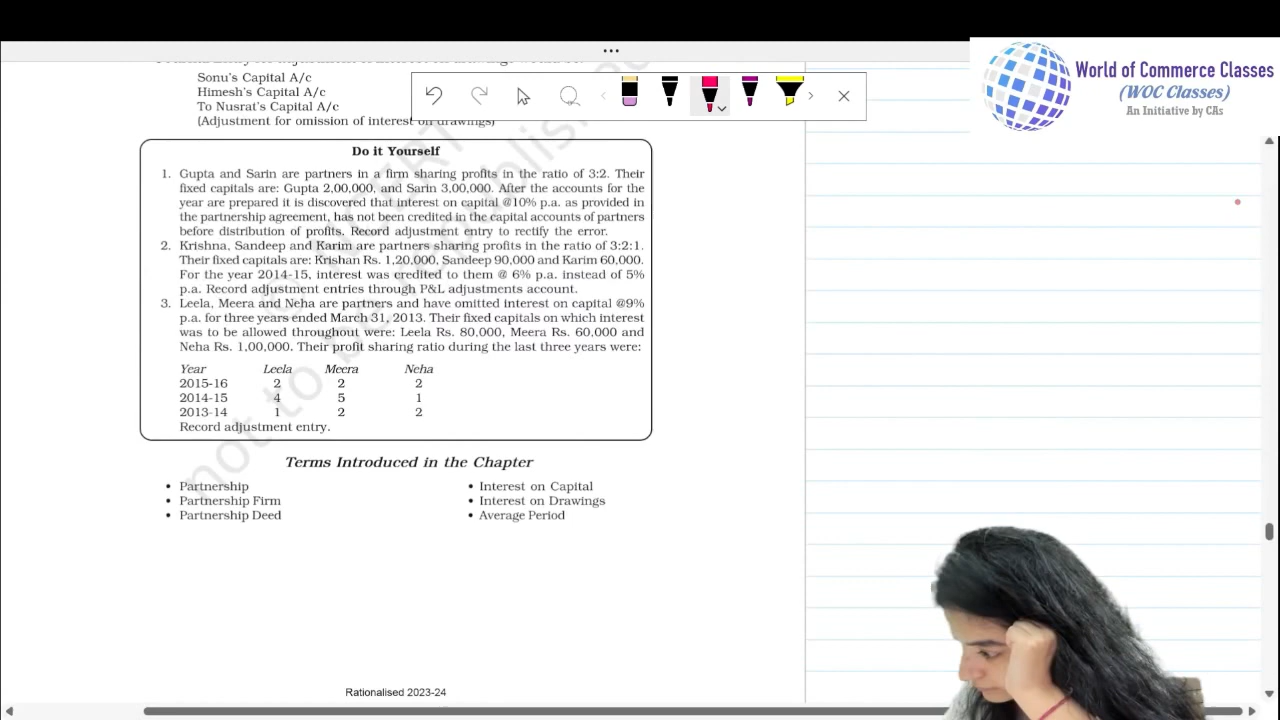 World of Commerce Classes
(WOC Classes)
An Initiative by CAs
Sonu's Capital A/c
Himesh's Capital A/c
To Nusrat's Capital A/c
(Adjustment for omission of interest on drawings)
Do it Yourself
1. Gupta and Sarin are partners in a firm sharing profits in the ratio of 3:2. Their
fixed capitals are: Gupta 2,00,000, and Sarin 3,00,000. After the accounts for the
year are prepared it is discovered that interest on capital @10% p.a. as provided in
the partnership agreement, has not been credited in the capital accounts of partners
before distribution of profits. Record adjustment entry to rectify the error.
2. Krishna, Sandeep and Karim are partners sharing profits in the ratio of 3:2:1.
Their fixed capitals are: Krishan Rs. 1,20,000, Sandeep 90,000 and Karim 60,000.
For the year 2014-15, interest was credited to them @ 6% p.a. instead of 5%
p.a. Record adjustment entries through P&L adjustments account.
3. Leela, Meera and Neha are partners and have omitted interest on capital @9%
p.a. for three years ended March 31, 2013. Their fixed capitals on which interest
was to be allowed throughout were: Leela Rs. 80.000, Meera Rs. 60,000 and
Neha Rs. 1,00,000. Their profit sharing ratio during the last three years were:
Year Leela Meera Neha
2015-16 2 2 2
2014-15 4 5 1
2013-14 1 2 2
Record adjustment entry.
Terms Introduced in the Chapter
• Partnership
• Partnership Firm
• Partnership Deed
• Interest on Capital
• Interest on Drawings
• Average Period
Rationalised 2023-24